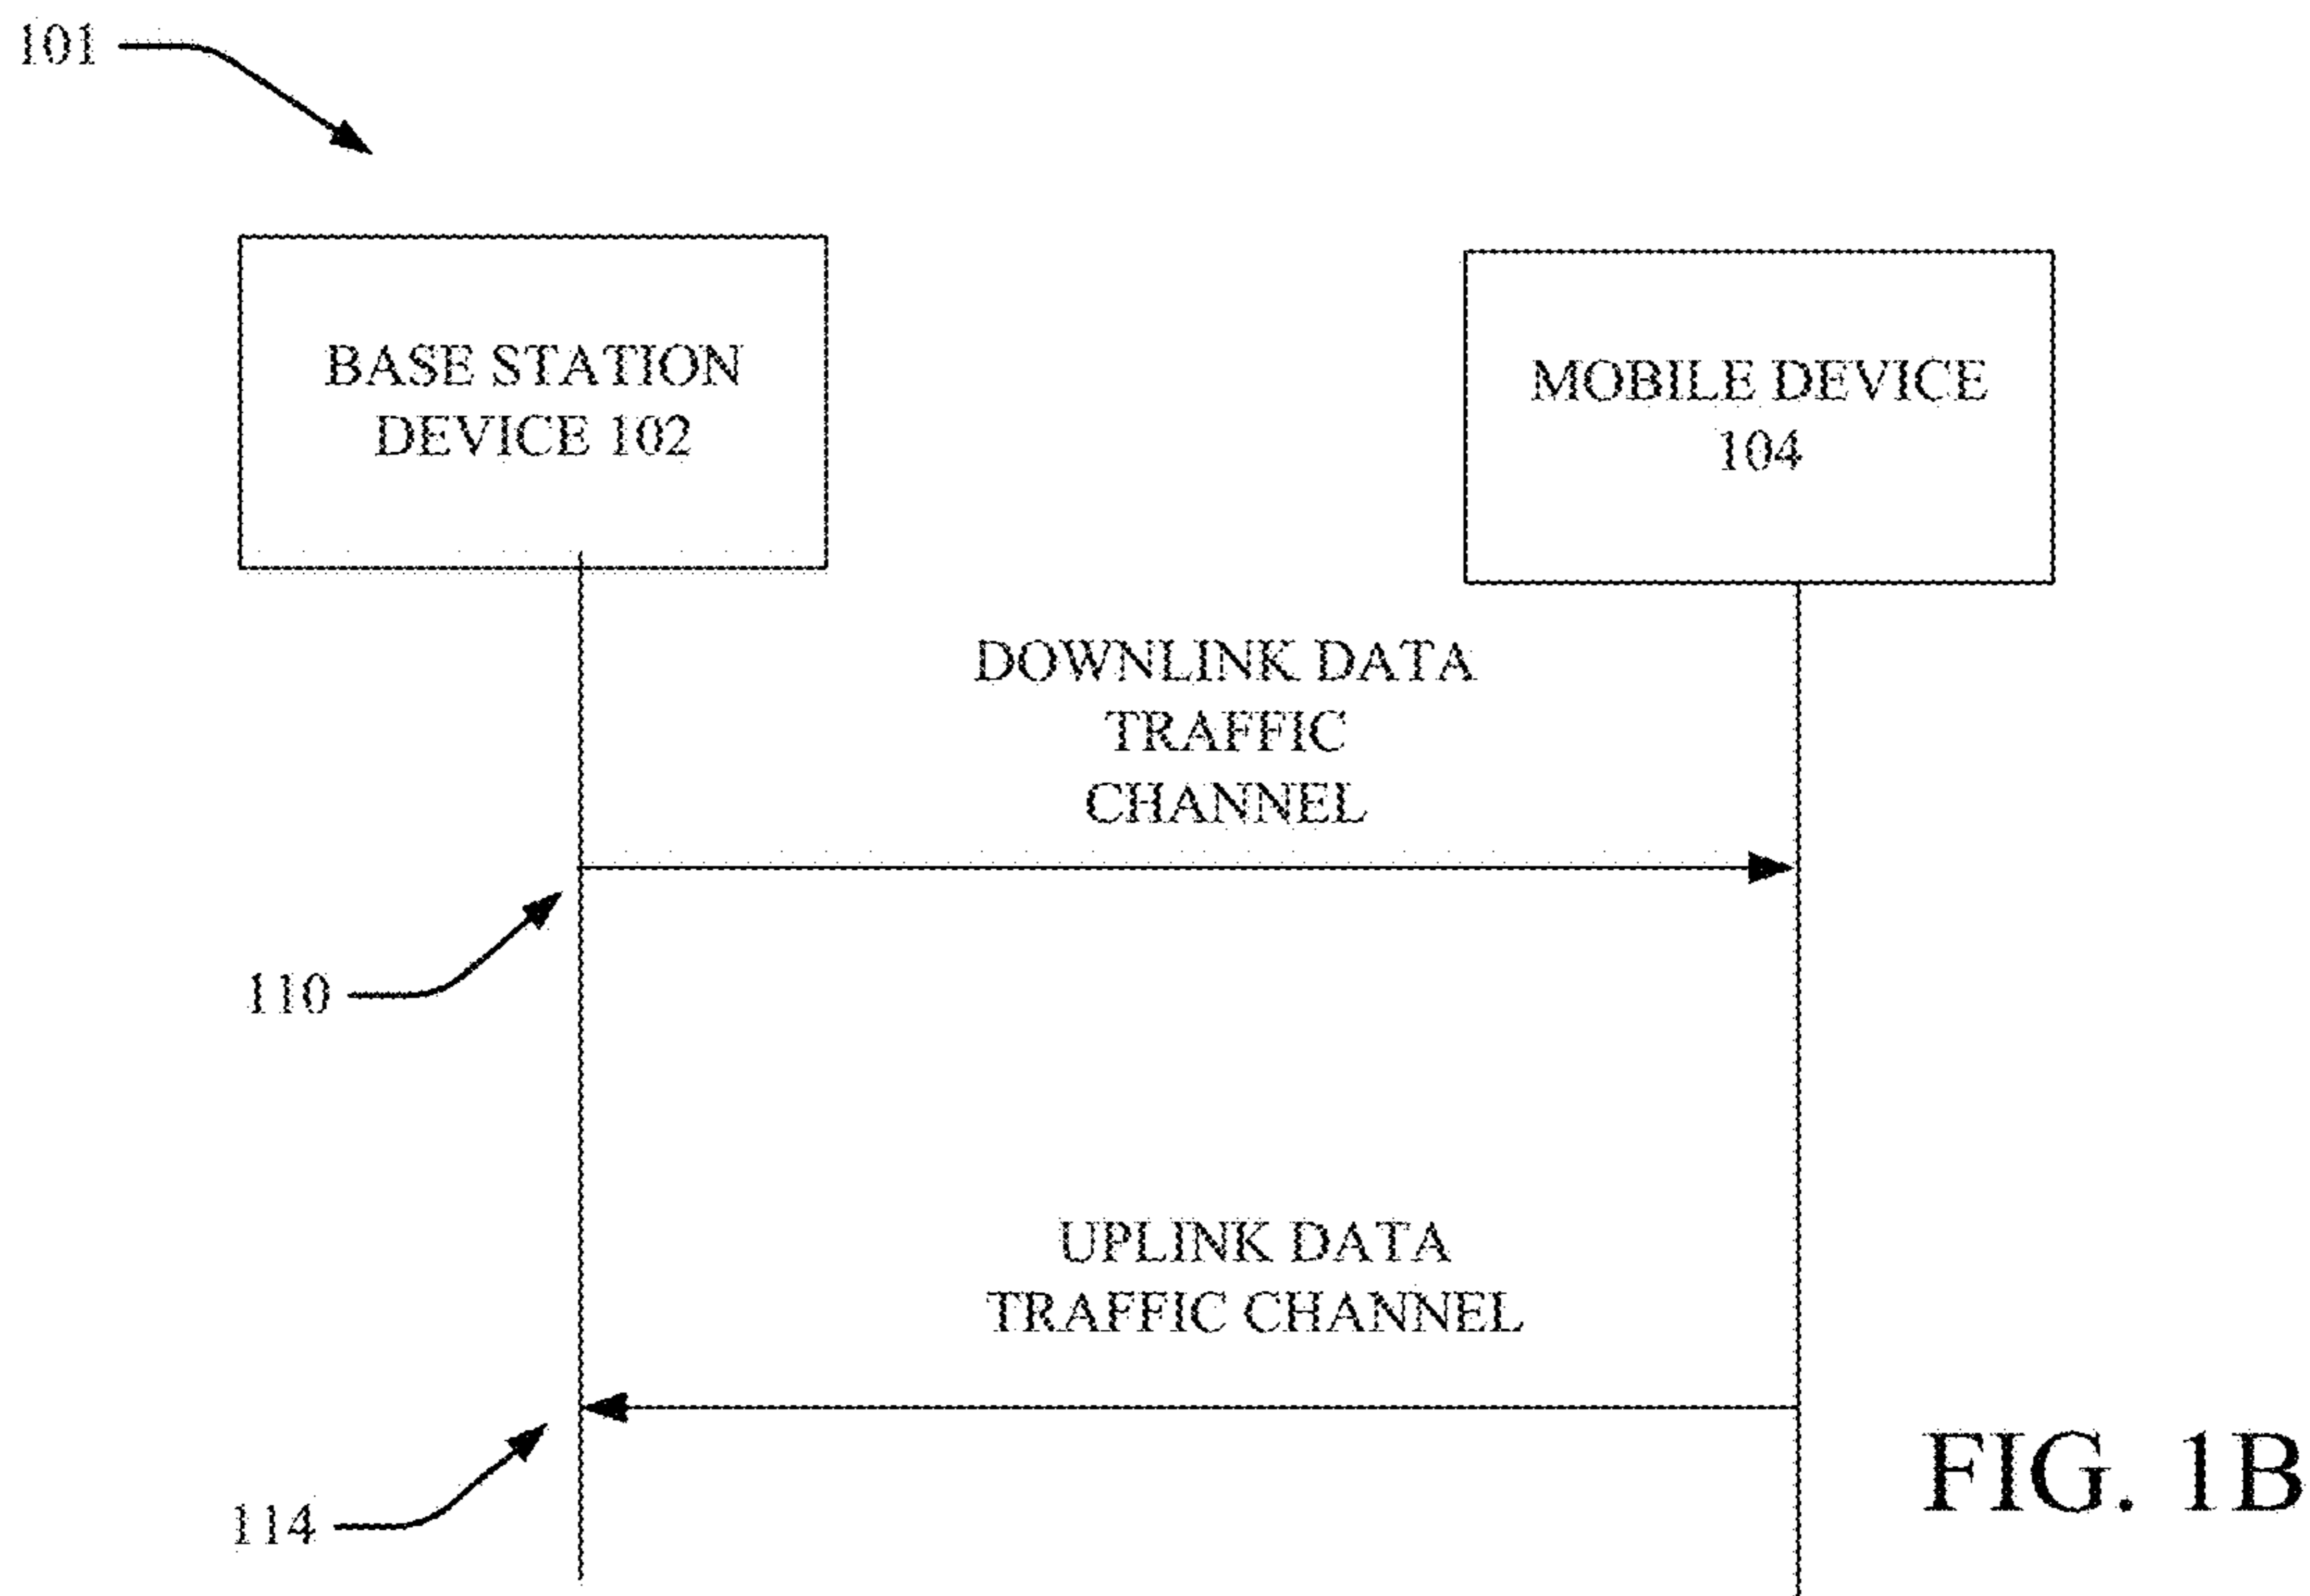 101
BASE STATION
DEVICE 102
MOBILE DEVICE
104
DOWNLINK DATA
TRAFFIC
CHANNEL
110
UPLINK DATA
TRAFFIC CHANNEL
114
FIG. 1B